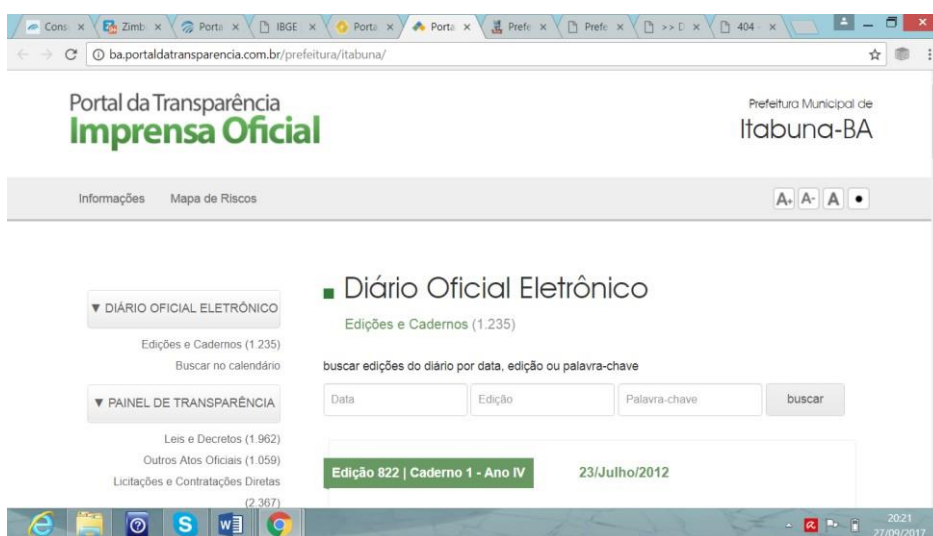 Cons
Zimb
Porta
IBGE
Porta
Porta
Prefe
Prefe
>> D
404 -
ba.portaldatransparencia.com.br/prefeitura/itabuna/
Portal da Transparência
Imprensa Oficial
Prefeitura Municipal de
Itabuna-BA
Informações Mapa de Riscos
A+ A- A
▼ DIÁRIO OFICIAL ELETRÔNICO
Edições e Cadernos (1.235)
Buscar no calendário
▼ PAINEL DE TRANSPARÊNCIA
Leis e Decretos (1.962)
Outros Atos Oficiais (1.059)
Licitações e Contratações Diretas
(2.367)
Diário Oficial Eletrônico
Edições e Cadernos (1.235)
buscar edições do diário por data, edição ou palavra-chave
Data Edição Palavra-chave buscar
Edição 822 | Caderno 1 - Ano IV 23/Julho/2012
20:21
27/09/2017